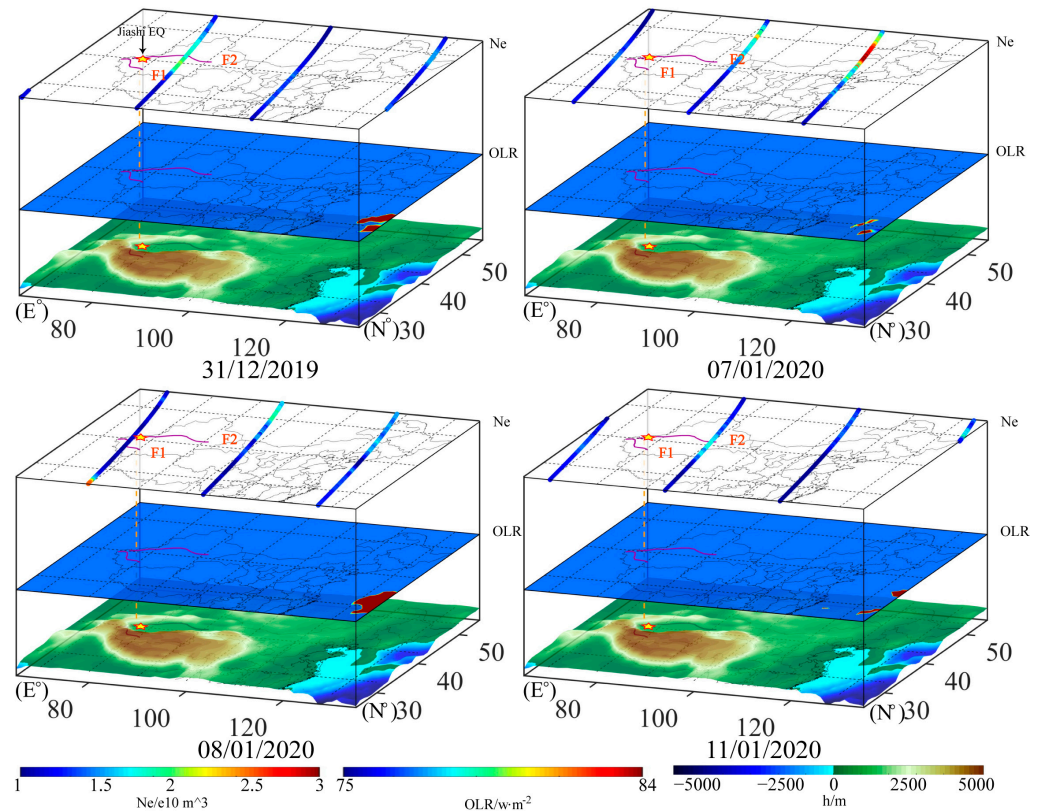 Jiashi EQ
F1
F2
Ne
OLR
(E°)
80
100
120
(N°)
30
40
50
31/12/2019
F1
F2
Ne
OLR
(E°)
80
100
120
(N°)
30
40
50
07/01/2020
F1
F2
Ne
OLR
(E°)
80
100
120
(N°)
30
40
50
08/01/2020
F1
F2
Ne
OLR
(E°)
80
100
120
(N°)
30
40
50
11/01/2020
1 1.5 2 2.5 3
Ne/e10 m^3
75 84
OLR/w·m-2
−5000 −2500 0 2500 5000
h/m